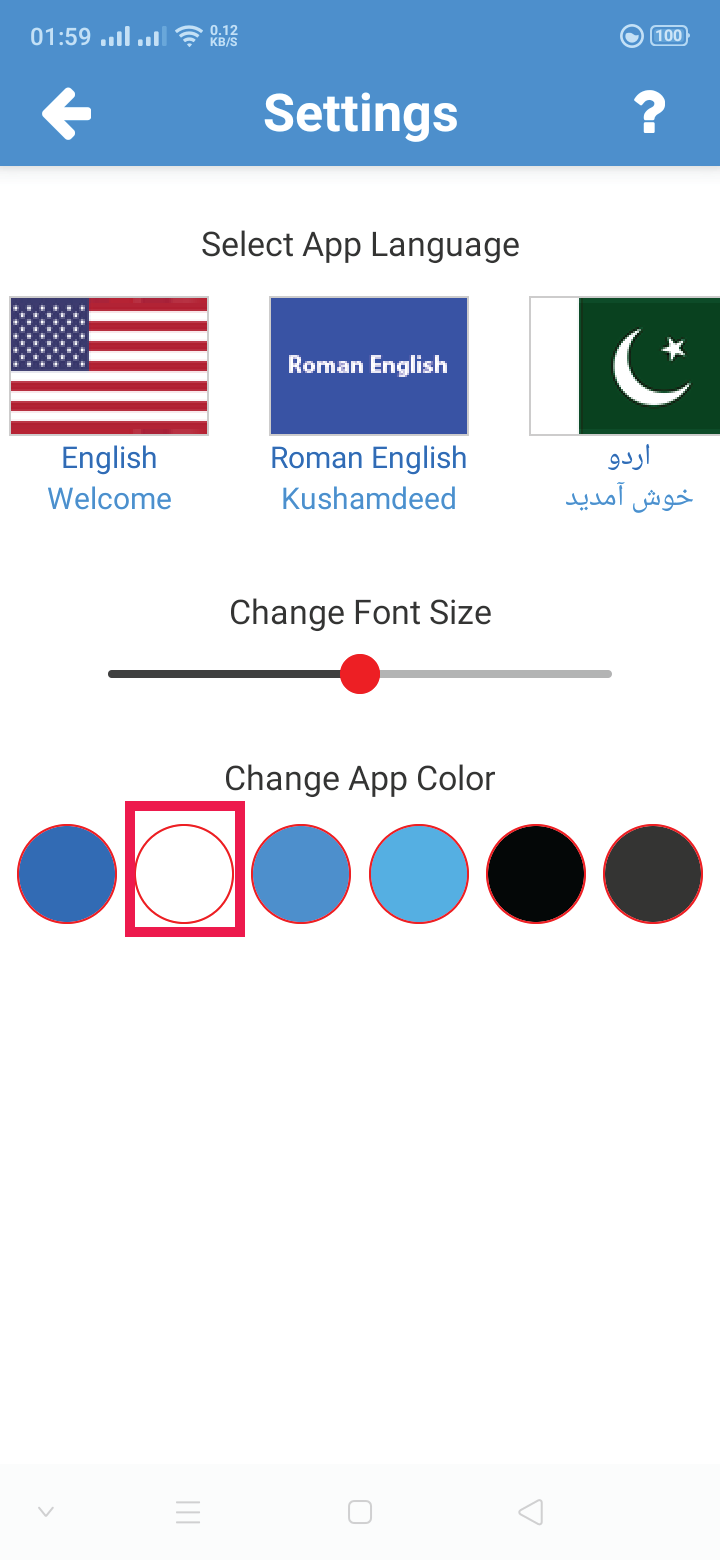 01:59 0.12 KB/S 100
Settings ?
Select App Language
Roman English
English Roman English اردو
Welcome Kushamdeed خوش آمدید
Change Font Size
Change App Color